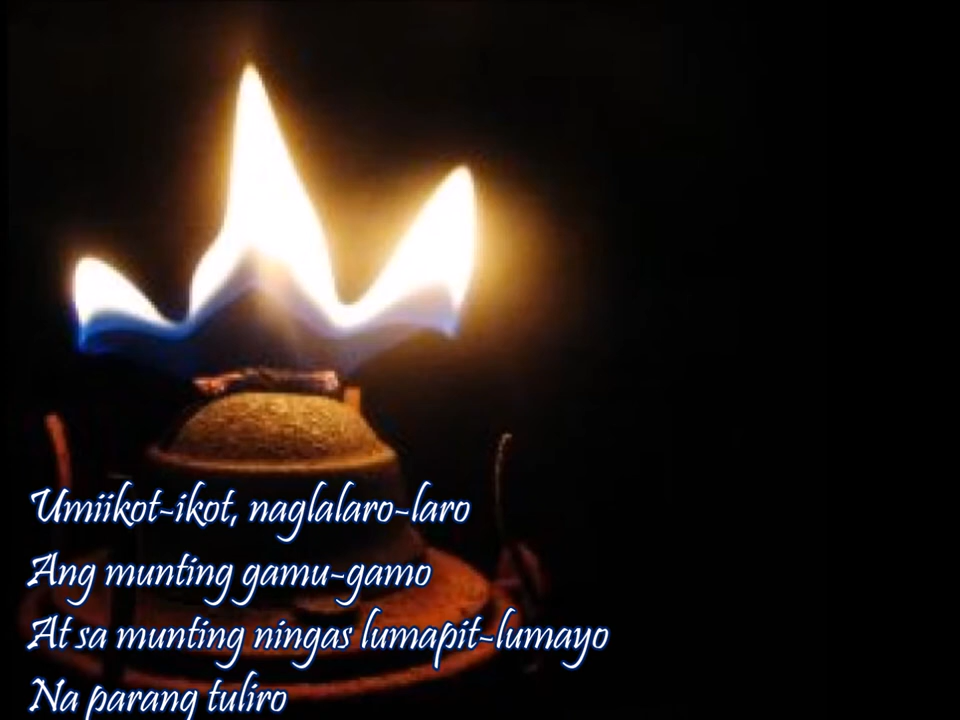 Umiikot-ikot, naglalaro-laro
Ang munting gamu-gamo
At sa munting ningas lumapit-lumayo
Na parang tuliro